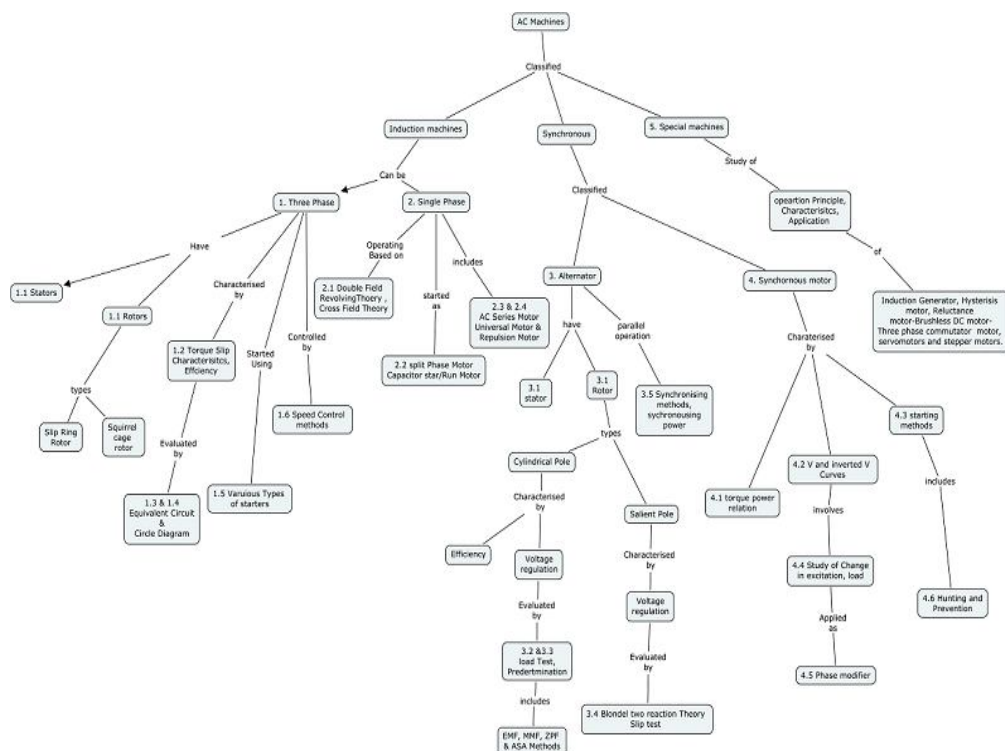 AC Machines
Classified
Induction machines
Synchronous
5. Special machines
Can be
Study of
Classified
1. Three Phase
2. Single Phase
opeartion Principle,
Characterisitcs,
Application
Have
Operating
Based on
includes
of
1.1 Stators
Characterised
by
2.1 Double Field
RevolvingThoery ,
Cross Field Theory
started
as
2.3 & 2.4
AC Series Motor
Universal Motor &
Repulsion Motor
3. Alternator
4. Synchornous motor
Induction Generator, Hysterisis
motor, Reluctance
motor-Brushless DC motor-
Three phase commutator motor,
servomotors and stepper motors.
1.1 Rotors
1.2 Torque Slip
Characterisitcs,
Effciency
Started
Using
Controlled
by
2.2 split Phase Motor
Capacitor star/Run Motor
have
parallel
operation
Charaterised
by
types
3.1
stator
3.1
Rotor
3.5 Synchronising
methods,
sychronousing
power
Slip Ring
Rotor
Squirrel
cage
rotor
1.6 Speed Control
methods
4.3 starting
methods
Evaluated
by
types
1.3 & 1.4
Equivalent Circuit
&
Circle Diagram
1.5 Varuious Types
of starters
Cylindrical Pole
4.2 V and inverted V
Curves
includes
Characterised
by
Salient Pole
4.1 torque power
relation
involves
Efficiency
Voltage
regulation
Characterised
by
4.4 Study of Change
in excitation, load
Evaluated
by
Voltage
regulation
4.6 Hunting and
Prevention
Applied
as
3.2 &3.3
load Test,
Predertmination
Evaluated
by
4.5 Phase modifier
includes
3.4 Blondel two reaction Theory
Slip test
EMF, MMF, ZPF
& ASA Methods